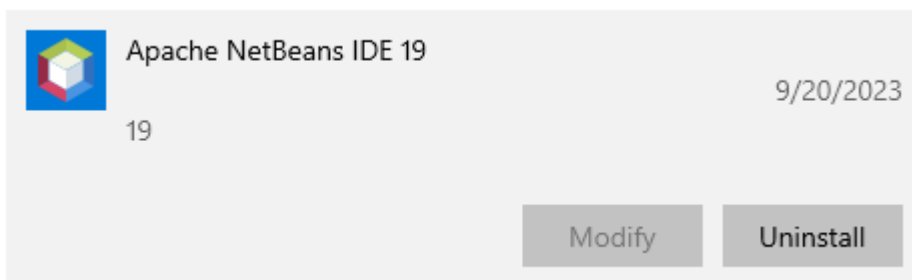 Apache NetBeans IDE 19
9/20/2023
19
Modify
Uninstall